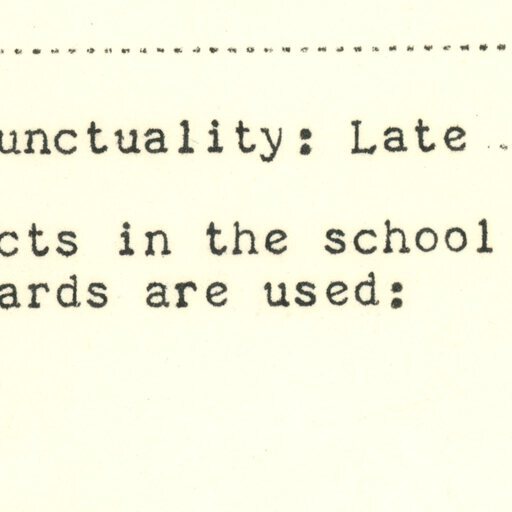 unctuality: Late
cts in the school
ards are used: